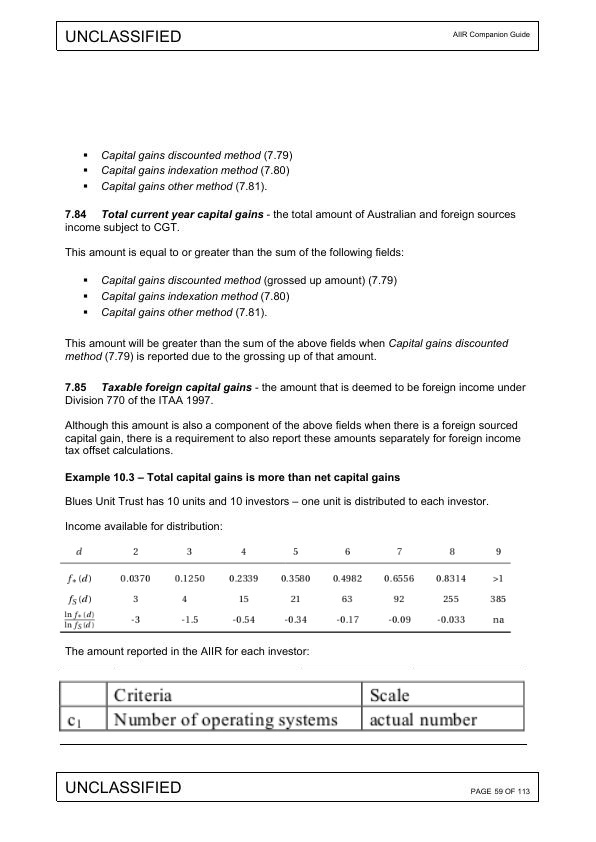 UNCLASSIFIED
AIIR Companion Guide
▪ Capital gains discounted method (7.79)
▪ Capital gains indexation method (7.80)
▪ Capital gains other method (7.81).
7.84 Total current year capital gains - the total amount of Australian and foreign sources
income subject to CGT.
This amount is equal to or greater than the sum of the following fields:
▪ Capital gains discounted method (grossed up amount) (7.79)
▪ Capital gains indexation method (7.80)
▪ Capital gains other method (7.81).
This amount will be greater than the sum of the above fields when Capital gains discounted
method (7.79) is reported due to the grossing up of that amount.
7.85 Taxable foreign capital gains - the amount that is deemed to be foreign income under
Division 770 of the ITAA 1997.
Although this amount is also a component of the above fields when there is a foreign sourced
capital gain, there is a requirement to also report these amounts separately for foreign income
tax offset calculations.
Example 10.3 – Total capital gains is more than net capital gains
Blues Unit Trust has 10 units and 10 investors – one unit is distributed to each investor.
Income available for distribution:
d 2 3 4 5 6 7 8 9
f*(d) 0.0370 0.1250 0.2339 0.3580 0.4982 0.6556 0.8314 >1
fS(d) 3 4 15 21 63 92 255 385
ln f*(d) / ln fS(d) -3 -1.5 -0.54 -0.34 -0.17 -0.09 -0.033 na
The amount reported in the AIIR for each investor:
Criteria Scale
c1 Number of operating systems actual number
UNCLASSIFIED
PAGE 59 OF 113